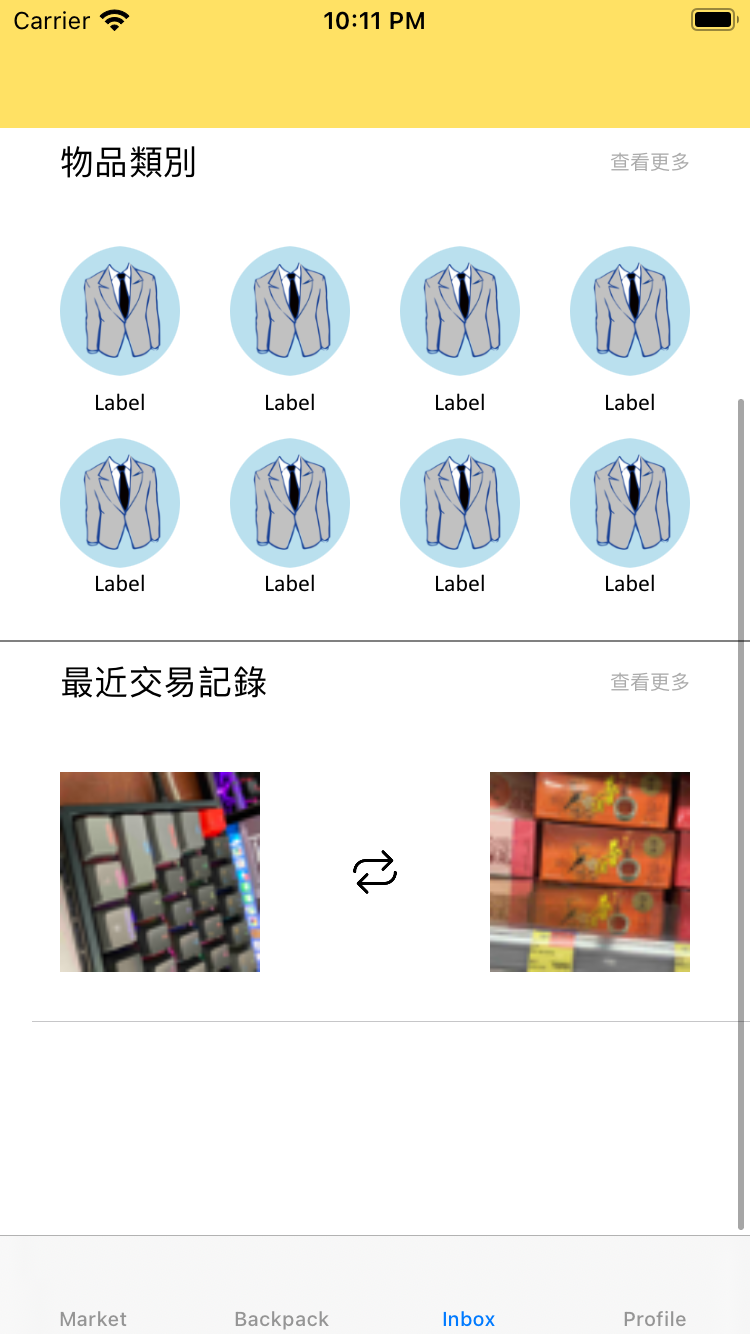 Carrier 10:11 PM
物品類別 查看更多
Label Label Label Label
Label Label Label Label
最近交易記錄 查看更多
Market Backpack Inbox Profile